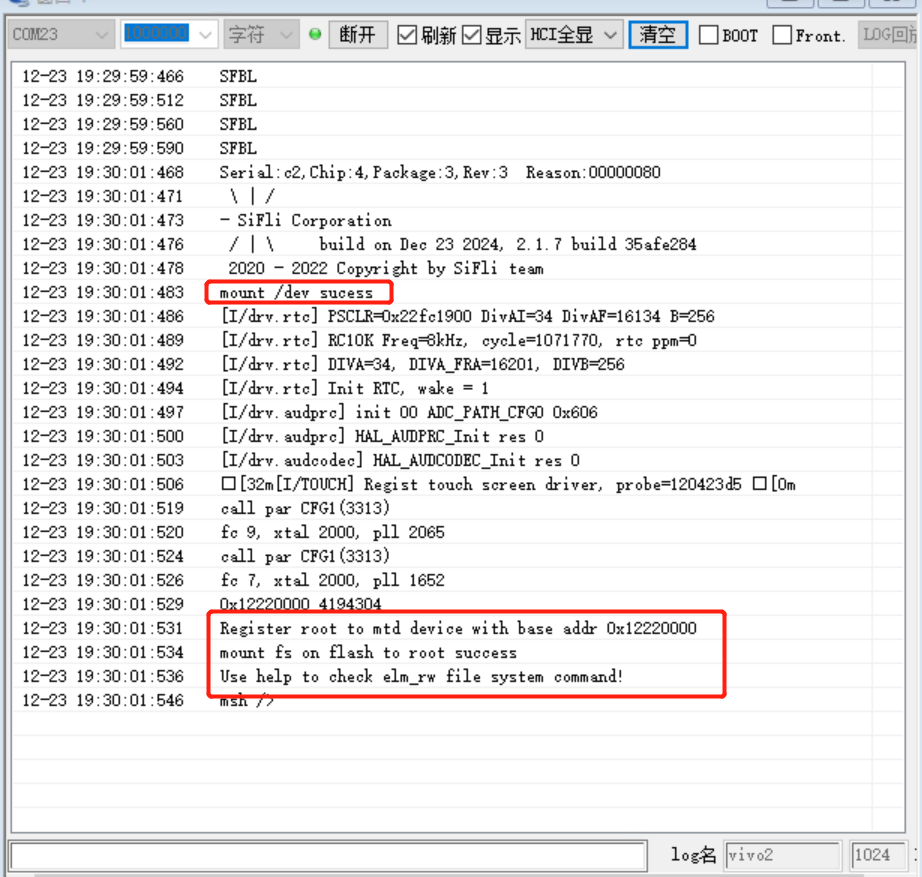 COM23 1000000 字符 断开 刷新 显示 HCI全显 清空 BOOT Front. LOG回放
12-23 19:29:59:466 SFBL
12-23 19:29:59:512 SFBL
12-23 19:29:59:560 SFBL
12-23 19:29:59:590 SFBL
12-23 19:30:01:468 Serial:c2,Chip:4,Package:3,Rev:3 Reason:00000080
12-23 19:30:01:471 \ | /
12-23 19:30:01:473 - SiFli Corporation
12-23 19:30:01:476 / | \ build on Dec 23 2024, 2.1.7 build 35afe284
12-23 19:30:01:478 2020 - 2022 Copyright by SiFli team
12-23 19:30:01:483 mount /dev sucess
12-23 19:30:01:486 [I/drv.rtc] PSCLR=0x22fc1900 DivAI=34 DivAF=16134 B=256
12-23 19:30:01:489 [I/drv.rtc] RC10K Freq=8kHz, cycle=1071770, rtc ppm=0
12-23 19:30:01:492 [I/drv.rtc] DIVA=34, DIVA_FRA=16201, DIVB=256
12-23 19:30:01:494 [I/drv.rtc] Init RTC, wake = 1
12-23 19:30:01:497 [I/drv.audprc] init 00 ADC_PATH_CFG0 0x606
12-23 19:30:01:500 [I/drv.audprc] HAL_AUDPRC_Init res 0
12-23 19:30:01:503 [I/drv.audcodec] HAL_AUDCODEC_Init res 0
12-23 19:30:01:506 □[32m[I/TOUCH] Regist touch screen driver, probe=120423d5 □[0m
12-23 19:30:01:519 call par CFG1(3313)
12-23 19:30:01:520 fc 9, xtal 2000, pll 2065
12-23 19:30:01:524 call par CFG1(3313)
12-23 19:30:01:526 fc 7, xtal 2000, pll 1652
12-23 19:30:01:529 0x12220000 4194304
12-23 19:30:01:531 Register root to mtd device with base addr 0x12220000
12-23 19:30:01:534 mount fs on flash to root success
12-23 19:30:01:536 Use help to check elm_rw file system command!
12-23 19:30:01:546 msh />
log名 vivo2 1024